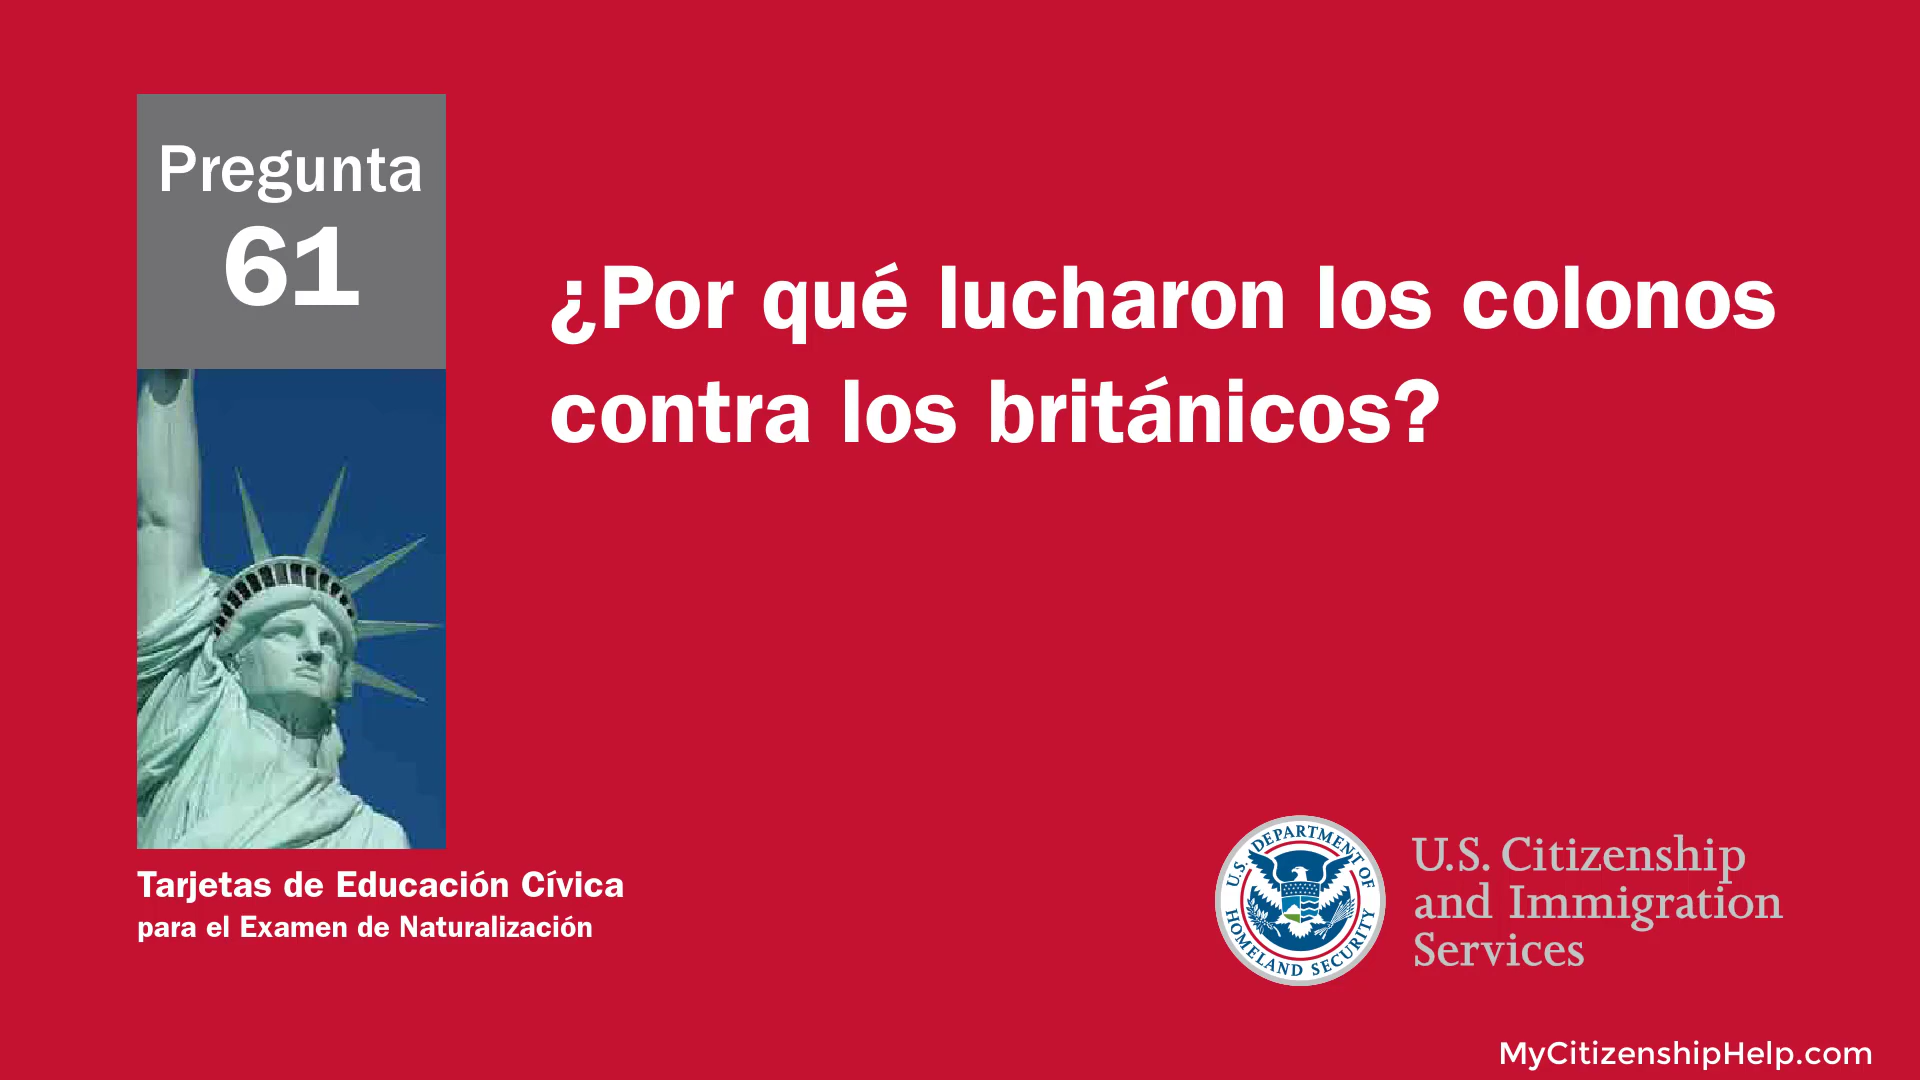 Pregunta
61
¿Por qué lucharon los colonos
contra los británicos?
Tarjetas de Educación Cívica
para el Examen de Naturalización
U.S. DEPARTMENT OF
HOMELAND SECURITY
U.S. Citizenship
and Immigration
Services
MyCitizenshipHelp.com